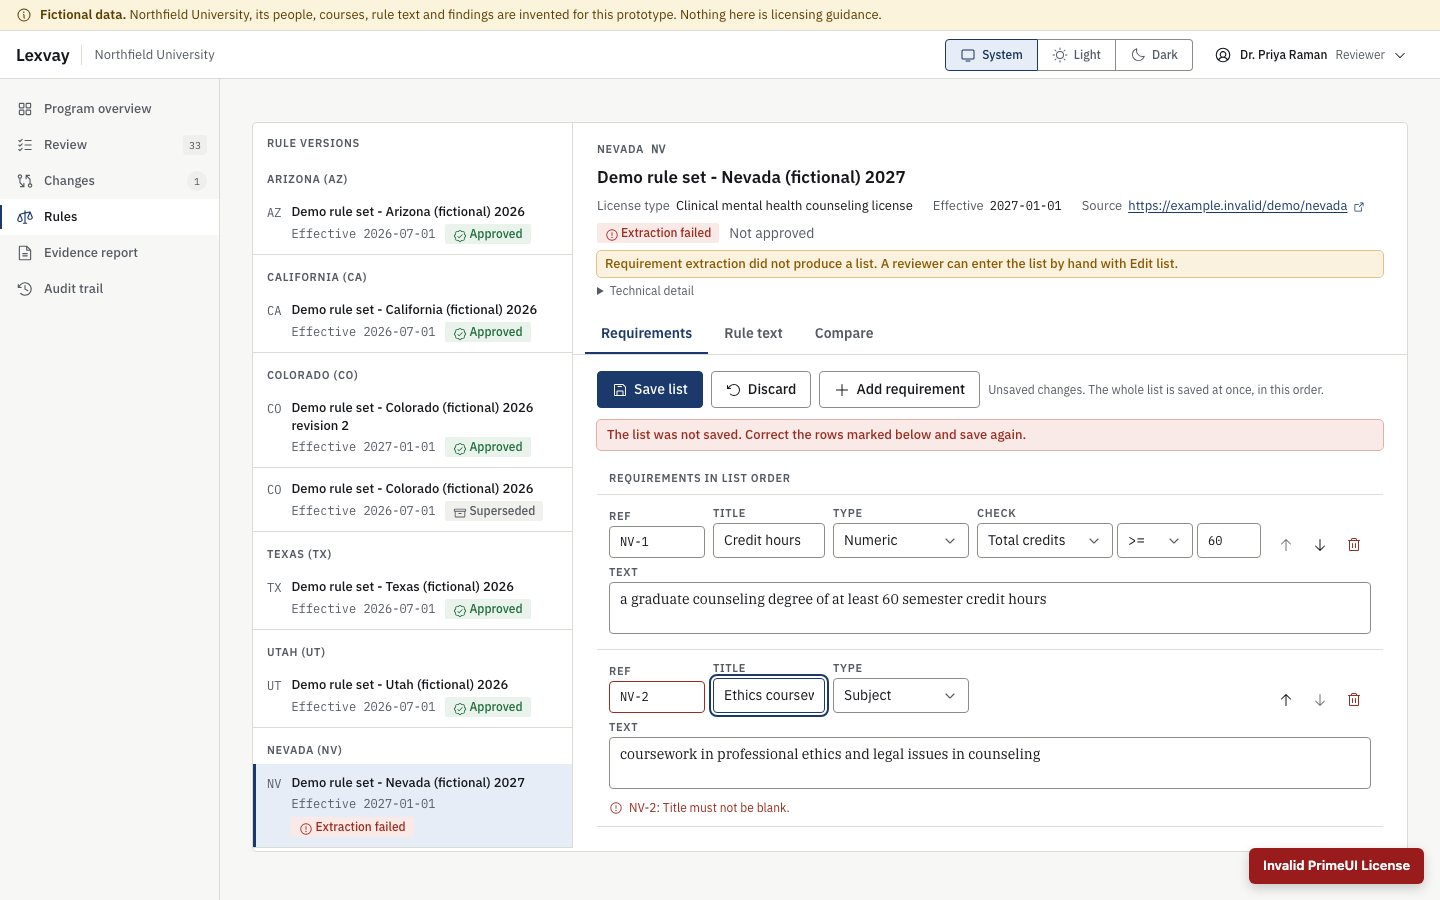 Fictional data. Northfield University, its people, courses, rule text and findings are invented for this prototype. Nothing here is licensing guidance.
Lexvay Northfield University System Light Dark Dr. Priya Raman Reviewer
Program overview
Review 33
Changes 1
Rules
Evidence report
Audit trail
RULE VERSIONS
ARIZONA (AZ)
AZ Demo rule set - Arizona (fictional) 2026
Effective 2026-07-01 Approved
CALIFORNIA (CA)
CA Demo rule set - California (fictional) 2026
Effective 2026-07-01 Approved
COLORADO (CO)
CO Demo rule set - Colorado (fictional) 2026
revision 2
Effective 2027-01-01 Approved
CO Demo rule set - Colorado (fictional) 2026
Effective 2026-07-01 Superseded
TEXAS (TX)
TX Demo rule set - Texas (fictional) 2026
Effective 2026-07-01 Approved
UTAH (UT)
UT Demo rule set - Utah (fictional) 2026
Effective 2026-07-01 Approved
NEVADA (NV)
NV Demo rule set - Nevada (fictional) 2027
Effective 2027-01-01
Extraction failed
NEVADA NV
Demo rule set - Nevada (fictional) 2027
License type Clinical mental health counseling license Effective 2027-01-01 Source https://example.invalid/demo/nevada
Extraction failed Not approved
Requirement extraction did not produce a list. A reviewer can enter the list by hand with Edit list.
Technical detail
Requirements Rule text Compare
Save list Discard Add requirement Unsaved changes. The whole list is saved at once, in this order.
The list was not saved. Correct the rows marked below and save again.
REQUIREMENTS IN LIST ORDER
REF TITLE TYPE CHECK
NV-1 Credit hours Numeric Total credits >= 60
TEXT
a graduate counseling degree of at least 60 semester credit hours
REF TITLE TYPE
NV-2 Ethics coursew Subject
TEXT
coursework in professional ethics and legal issues in counseling
NV-2: Title must not be blank.
Invalid PrimeUI License